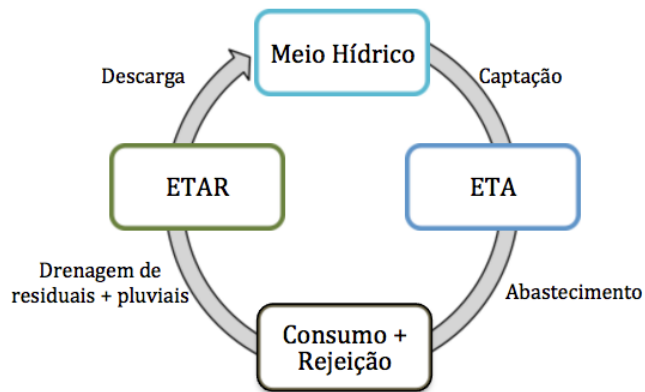 Meio Hídrico
Descarga
Captação
ETAR
ETA
Drenagem de
residuais + pluviais
Abastecimento
Consumo +
Rejeição